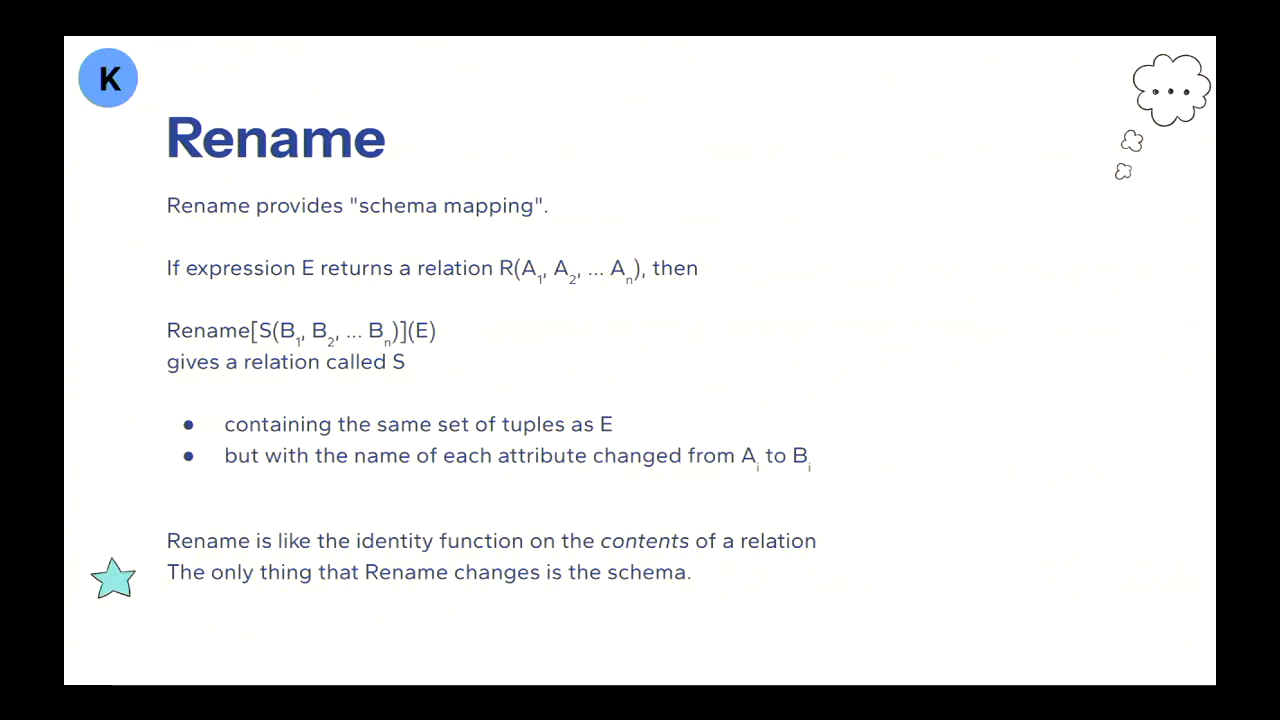 K
Rename
Rename provides "schema mapping".
If expression E returns a relation R(A₁, A₂, ... Aₙ), then
Rename[S(B₁, B₂, ... Bₙ)](E)
gives a relation called S
● containing the same set of tuples as E
● but with the name of each attribute changed from Aᵢ to Bᵢ
Rename is like the identity function on the contents of a relation
The only thing that Rename changes is the schema.